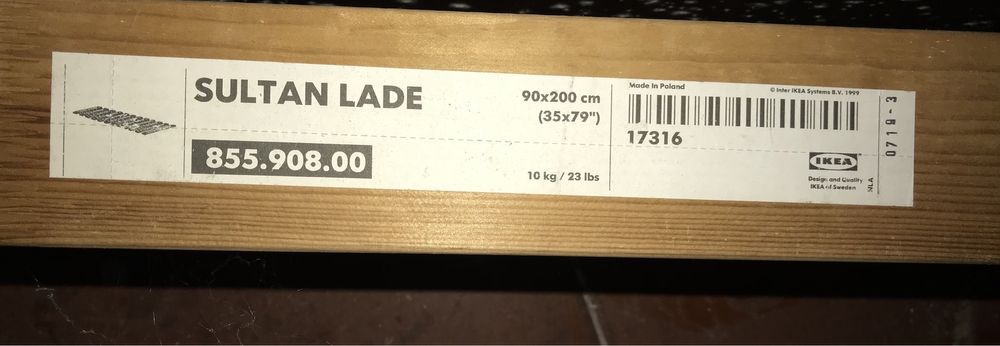 SULTAN LADE
855.908.00
90x200 cm
(35x79")
10 kg / 23 lbs
Made in Poland
© Inter IKEA Systems B.V. 1999
17316
IKEA
Design and Quality
IKEA of Sweden
NLA
0719-3